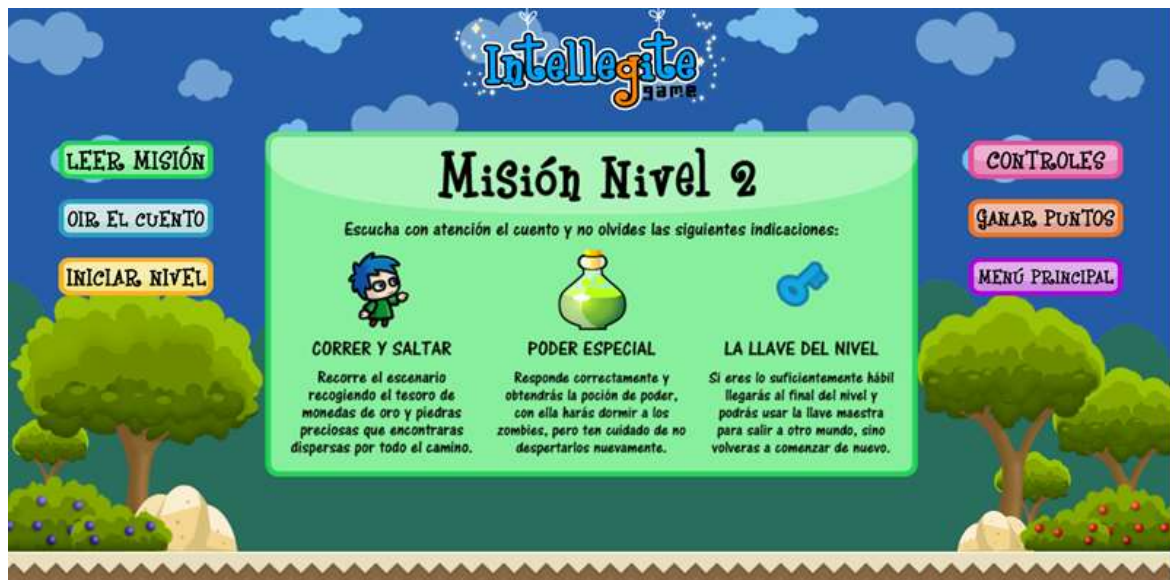 Intellegite
game
LEER MISIÓN
OIR EL CUENTO
INICIAR NIVEL
Misión Nivel 2
Escucha con atención el cuento y no olvides las siguientes indicaciones:
CORRER Y SALTAR
Recorre el escenario
recogiendo el tesoro de
monedas de oro y piedras
preciosas que encontraras
dispersas por todo el camino.
PODER ESPECIAL
Responde correctamente y
obtendrás la poción de poder,
con ella harás dormir a los
zombies, pero ten cuidado de no
despertarlos nuevamente.
LA LLAVE DEL NIVEL
Si eres lo suficientemente hábil
llegarás al final del nivel y
podrás usar la llave maestra
para salir a otro mundo, sino
volveras a comenzar de nuevo.
CONTROLES
GANAR PUNTOS
MENÚ PRINCIPAL